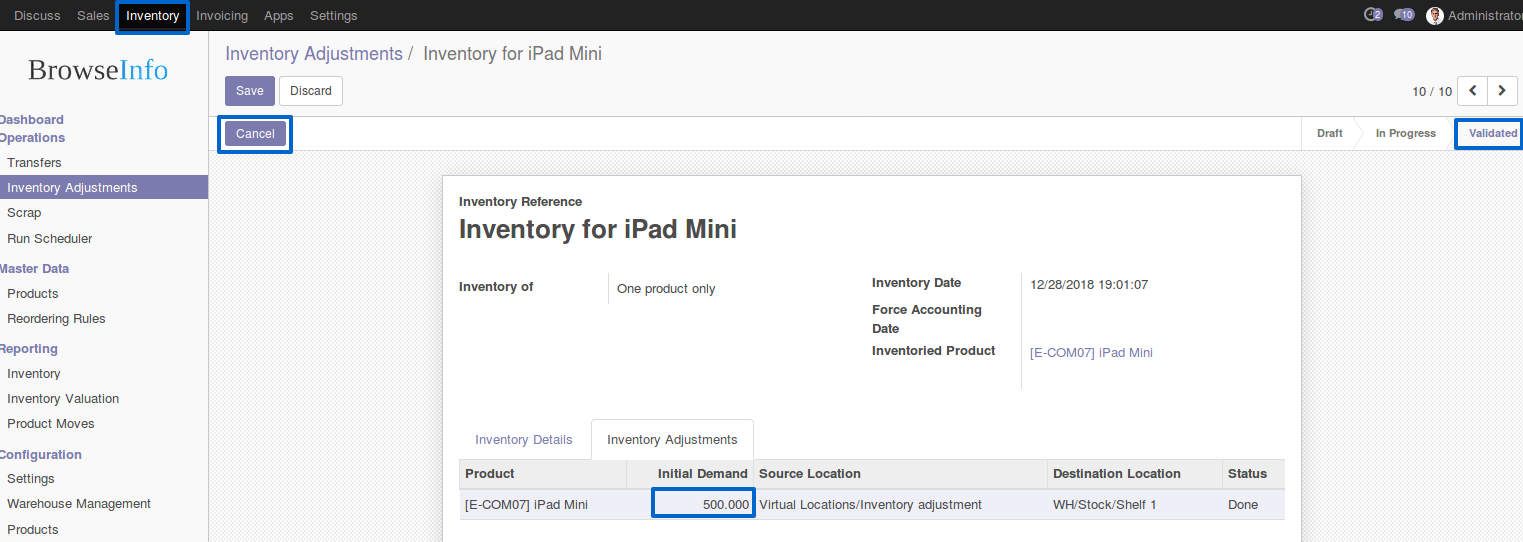 Discuss Sales Inventory Invoicing Apps Settings 2 10 Administrator
BrowseInfo
Dashboard
Operations
Transfers
Inventory Adjustments
Scrap
Run Scheduler
Master Data
Products
Reordering Rules
Reporting
Inventory
Inventory Valuation
Product Moves
Configuration
Settings
Warehouse Management
Products
Inventory Adjustments / Inventory for iPad Mini
Save Discard 10 / 10
Cancel Draft In Progress Validated
Inventory Reference
Inventory for iPad Mini
Inventory of One product only
Inventory Date 12/28/2018 19:01:07
Force Accounting
Date
Inventoried Product [E-COM07] iPad Mini
Inventory Details Inventory Adjustments
Product Initial Demand Source Location Destination Location Status
[E-COM07] iPad Mini 500.000 Virtual Locations/Inventory adjustment WH/Stock/Shelf 1 Done